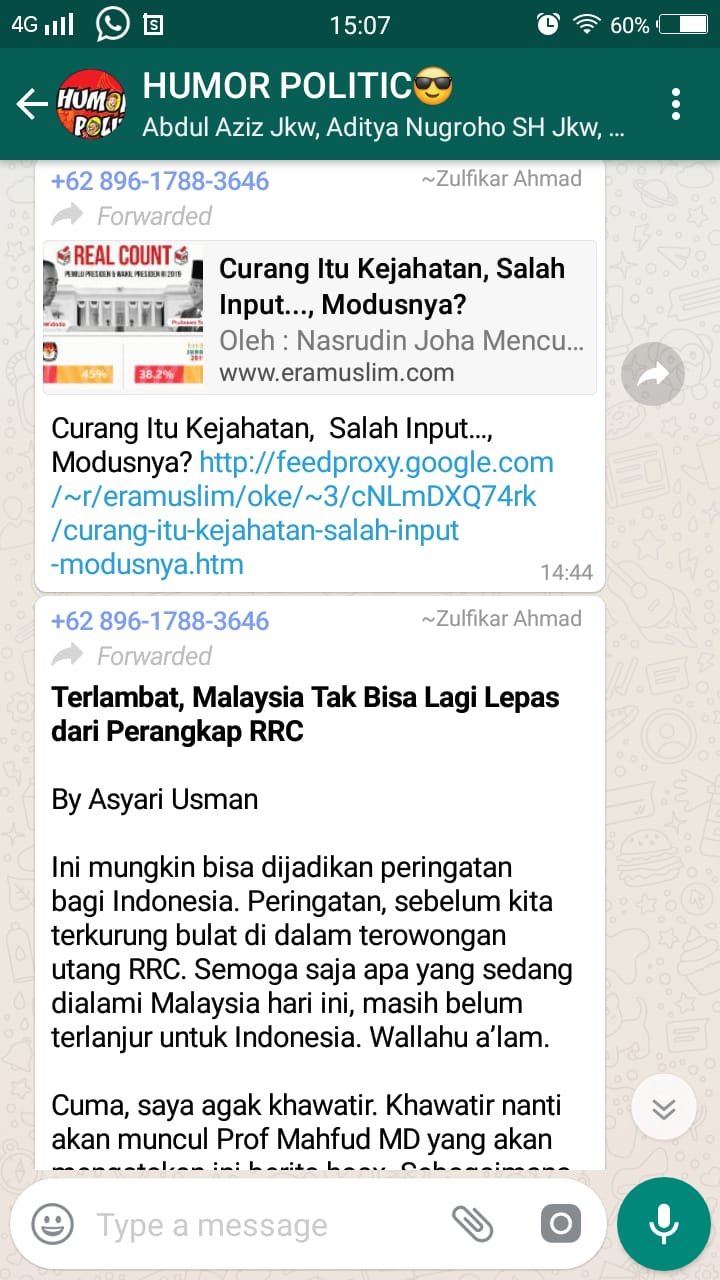 4G
15:07
60%
HUMOR POLITIC😎
Abdul Aziz Jkw, Aditya Nugroho SH Jkw, ...
+62 896-1788-3646 ~Zulfikar Ahmad
Forwarded
REAL COUNT
PEMILU PRESIDEN & WAKIL PRESIDEN RI 2019
45%
38.2%
Curang Itu Kejahatan, Salah
Input..., Modusnya?
Oleh : Nasrudin Joha Mencu...
www.eramuslim.com
Curang Itu Kejahatan,  Salah Input...,
Modusnya? http://feedproxy.google.com
/~r/eramuslim/oke/~3/cNLmDXQ74rk
/curang-itu-kejahatan-salah-input
-modusnya.htm
14:44
+62 896-1788-3646 ~Zulfikar Ahmad
Forwarded
Terlambat, Malaysia Tak Bisa Lagi Lepas
dari Perangkap RRC
By Asyari Usman
Ini mungkin bisa dijadikan peringatan
bagi Indonesia. Peringatan, sebelum kita
terkurung bulat di dalam terowongan
utang RRC. Semoga saja apa yang sedang
dialami Malaysia hari ini, masih belum
terlanjur untuk Indonesia. Wallahu a’lam.
Cuma, saya agak khawatir. Khawatir nanti
akan muncul Prof Mahfud MD yang akan
Type a message